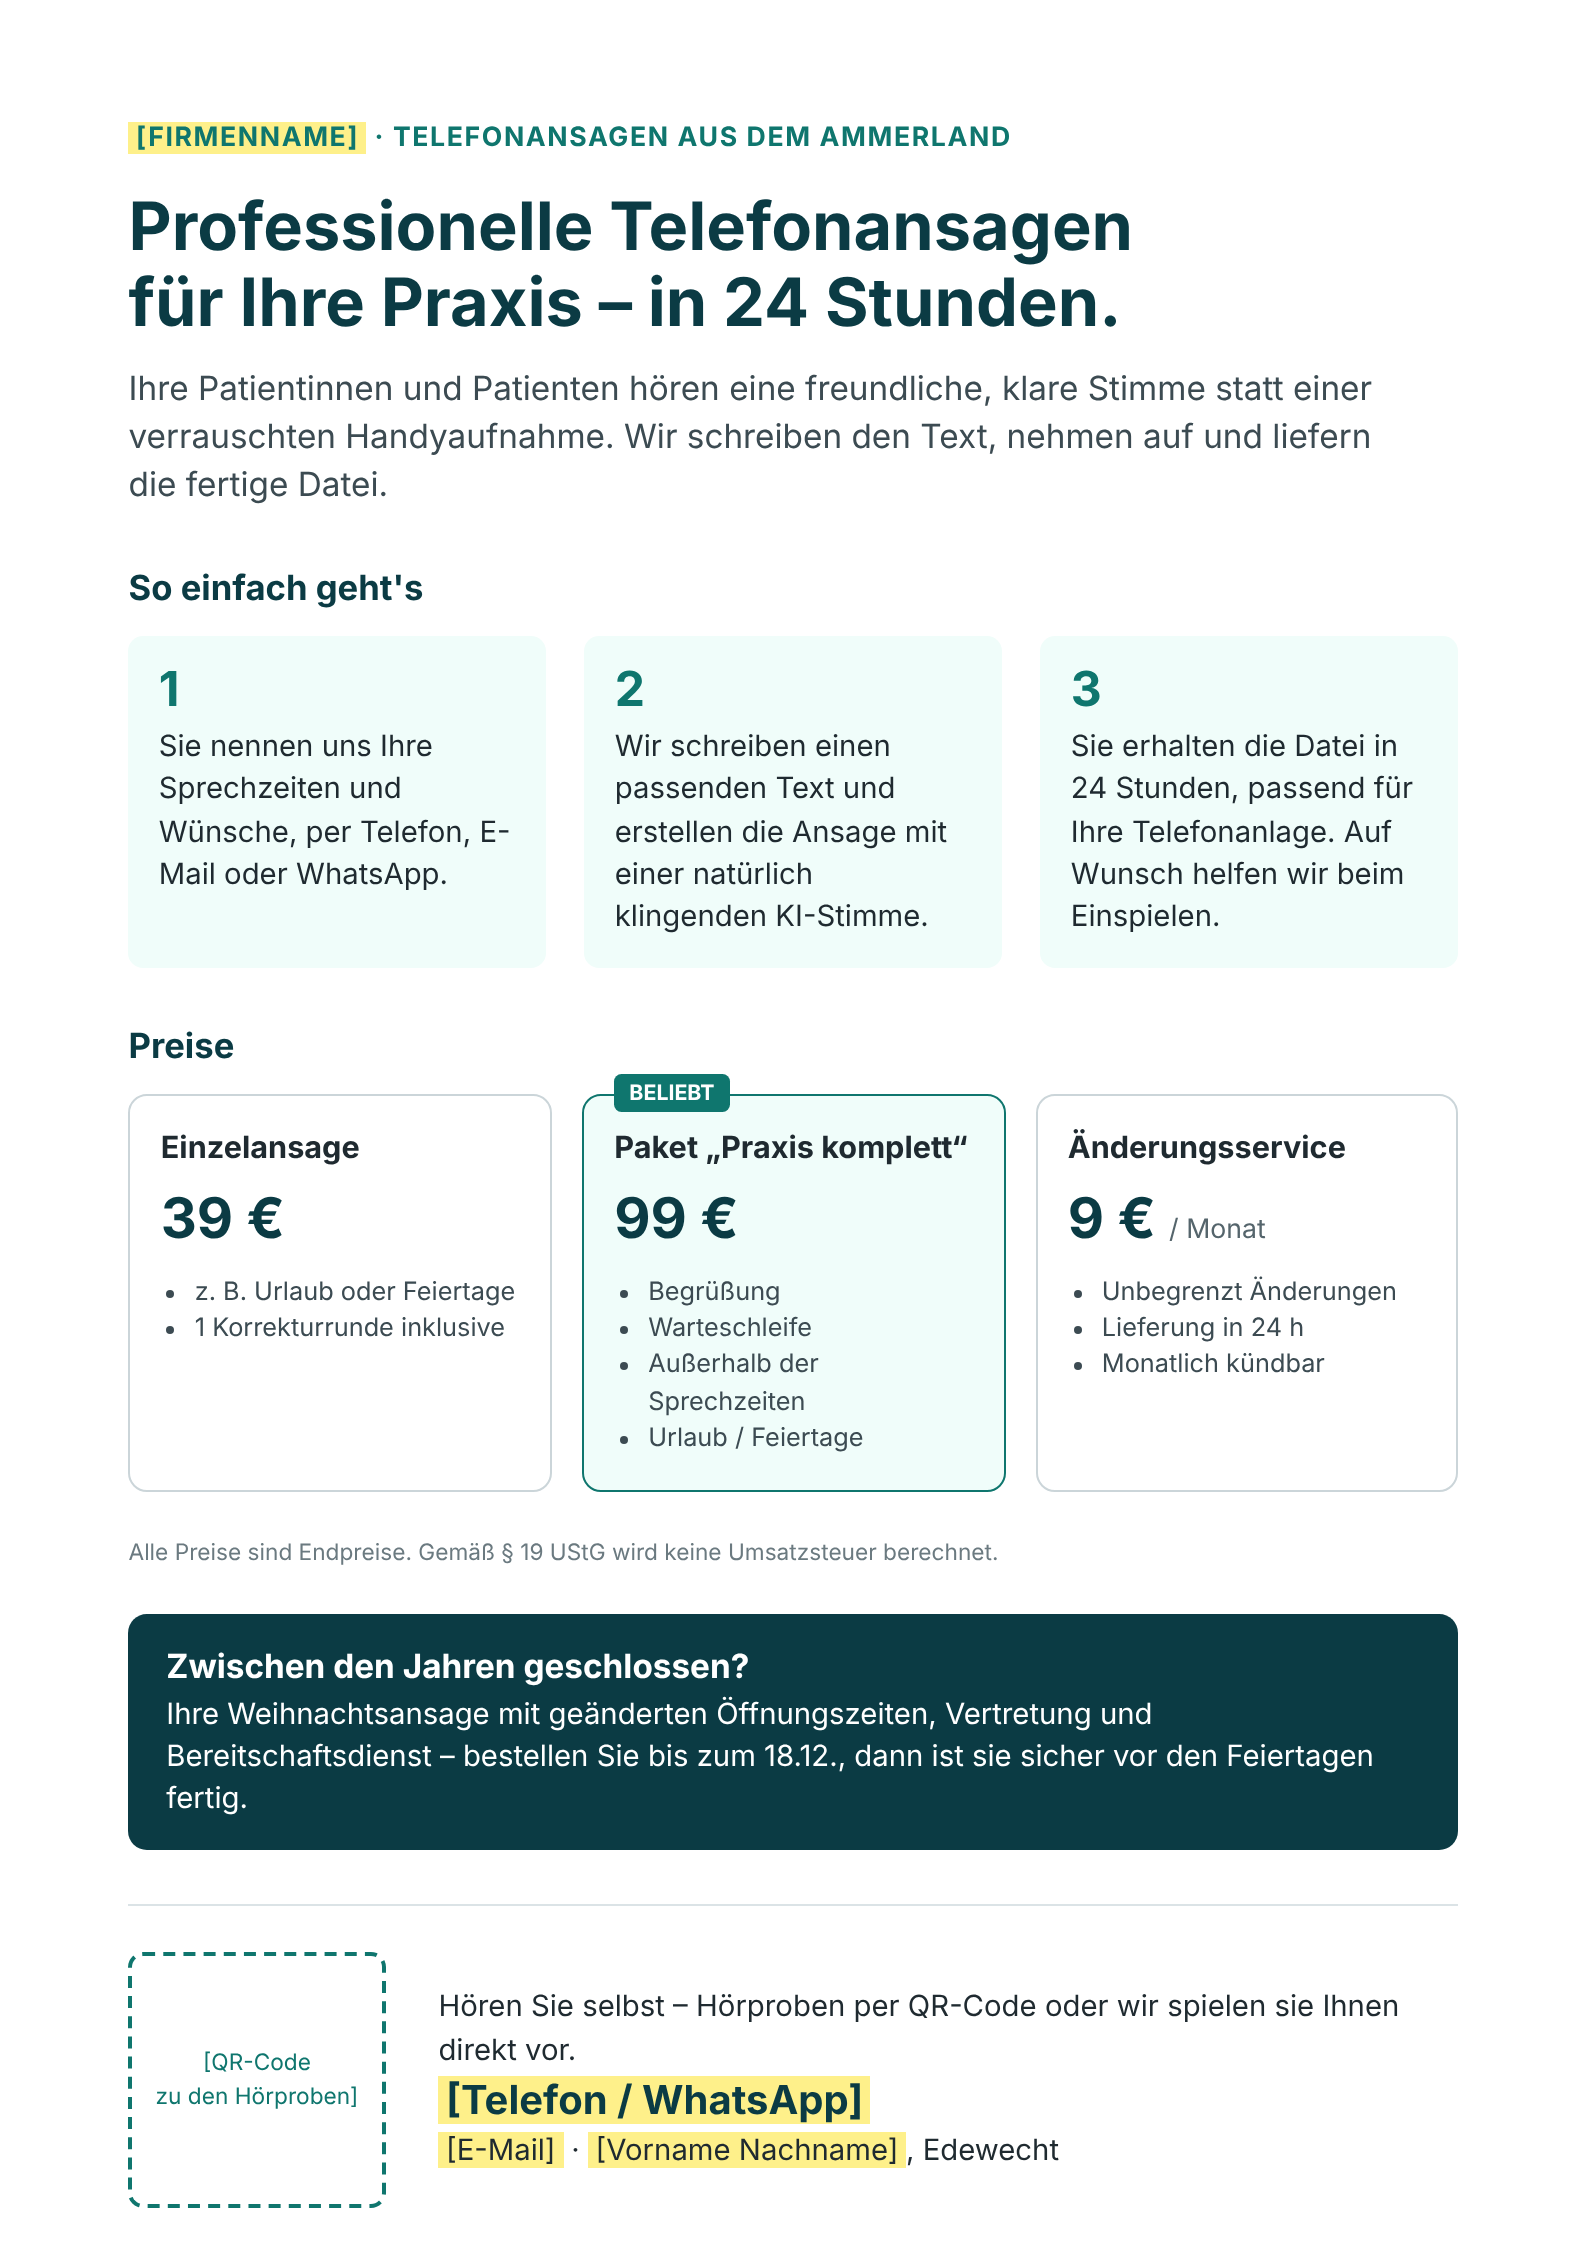 [FIRMENNAME] · TELEFONANSAGEN AUS DEM AMMERLAND
Professionelle Telefonansagen
für Ihre Praxis – in 24 Stunden.
Ihre Patientinnen und Patienten hören eine freundliche, klare Stimme statt einer
verrauschten Handyaufnahme. Wir schreiben den Text, nehmen auf und liefern
die fertige Datei.
So einfach geht's
1
Sie nennen uns Ihre
Sprechzeiten und
Wünsche, per Telefon, E-
Mail oder WhatsApp.
2
Wir schreiben einen
passenden Text und
erstellen die Ansage mit
einer natürlich
klingenden KI-Stimme.
3
Sie erhalten die Datei in
24 Stunden, passend für
Ihre Telefonanlage. Auf
Wunsch helfen wir beim
Einspielen.
Preise
Einzelansage
39 €
• z. B. Urlaub oder Feiertage
• 1 Korrekturrunde inklusive
BELIEBT
Paket „Praxis komplett“
99 €
• Begrüßung
• Warteschleife
• Außerhalb der
Sprechzeiten
• Urlaub / Feiertage
Änderungsservice
9 € / Monat
• Unbegrenzt Änderungen
• Lieferung in 24 h
• Monatlich kündbar
Alle Preise sind Endpreise. Gemäß § 19 UStG wird keine Umsatzsteuer berechnet.
Zwischen den Jahren geschlossen?
Ihre Weihnachtsansage mit geänderten Öffnungszeiten, Vertretung und
Bereitschaftsdienst – bestellen Sie bis zum 18.12., dann ist sie sicher vor den Feiertagen
fertig.
[QR-Code
zu den Hörproben]
Hören Sie selbst – Hörproben per QR-Code oder wir spielen sie Ihnen
direkt vor.
[Telefon / WhatsApp]
[E-Mail] · [Vorname Nachname], Edewecht